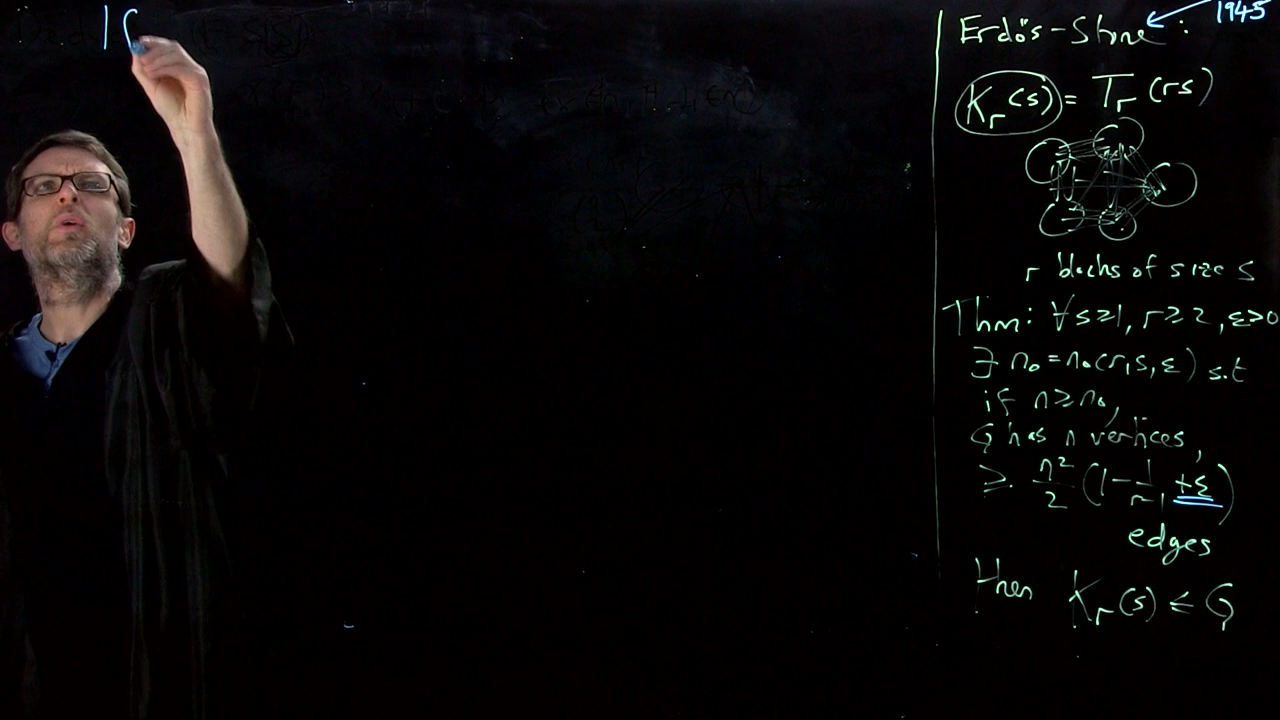 1945
Erdős-Stone:
K_r(s) = T_r(rs)
r blocks of size s
Thm: ∀ s≥1, r≥2, ε>0
∃ n₀ = n₀(r,s,ε) s.t
if n ≥ n₀,
G has n vertices,
≥ n²/2 (1 - 1/(r-1) + ε)
edges
then K_r(s) ≤ G